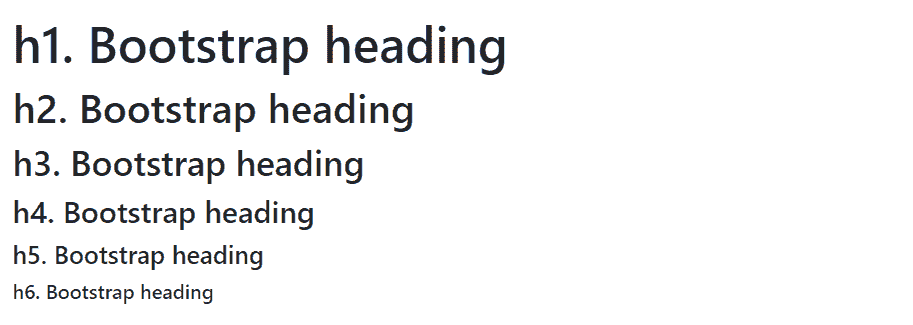 h1. Bootstrap heading
h2. Bootstrap heading
h3. Bootstrap heading
h4. Bootstrap heading
h5. Bootstrap heading
h6. Bootstrap heading